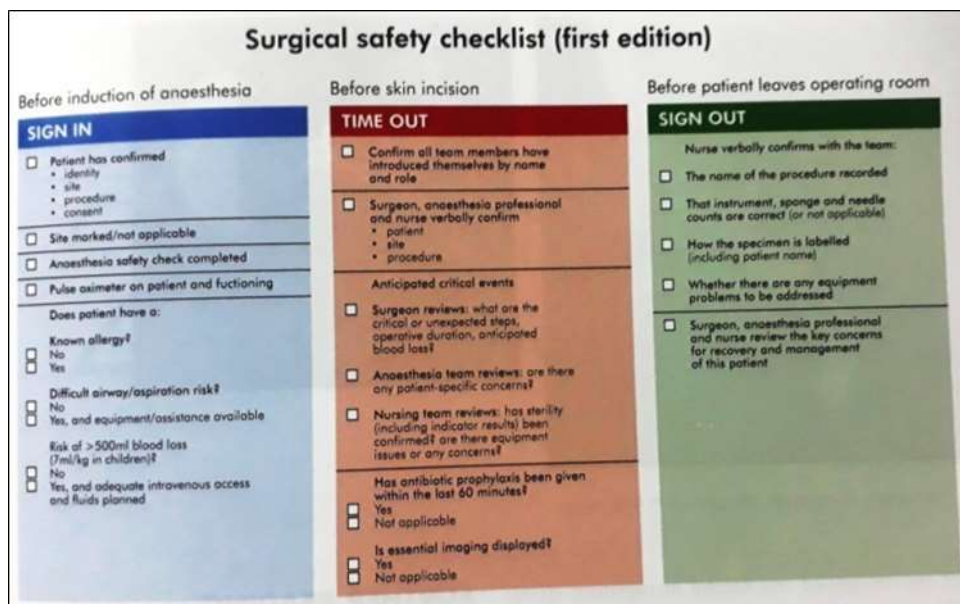 Surgical safety checklist (first edition)
Before induction of anaesthesia
SIGN IN
Patient has confirmed
• identity
• site
• procedure
• consent
Site marked/not applicable
Anaesthesia safety check completed
Pulse oximeter on patient and fuctioning
Does patient have a:
Known allergy?
No
Yes
Difficult airway/aspiration risk?
No
Yes, and equipment/assistance available
Risk of >500ml blood loss
(7ml/kg in children)?
No
Yes, and adequate intravenous access
and fluids planned
Before skin incision
TIME OUT
Confirm all team members have
introduced themselves by name
and role
Surgeon, anaesthesia professional
and nurse verbally confirm
• patient
• site
• procedure
Anticipated critical events
Surgeon reviews: what are the
critical or unexpected steps,
operative duration, anticipated
blood loss?
Anaesthesia team reviews: are there
any patient-specific concerns?
Nursing team reviews: has sterility
(including indicator results) been
confirmed? are there equipment
issues or any concerns?
Has antibiotic prophylaxis been given
within the last 60 minutes?
Yes
Not applicable
Is essential imaging displayed?
Yes
Not applicable
Before patient leaves operating room
SIGN OUT
Nurse verbally confirms with the team:
The name of the procedure recorded
That instrument, sponge and needle
counts are correct (or not applicable)
How the specimen is labelled
(including patient name)
Whether there are any equipment
problems to be addressed
Surgeon, anaesthesia professional
and nurse review the key concerns
for recovery and management
of this patient